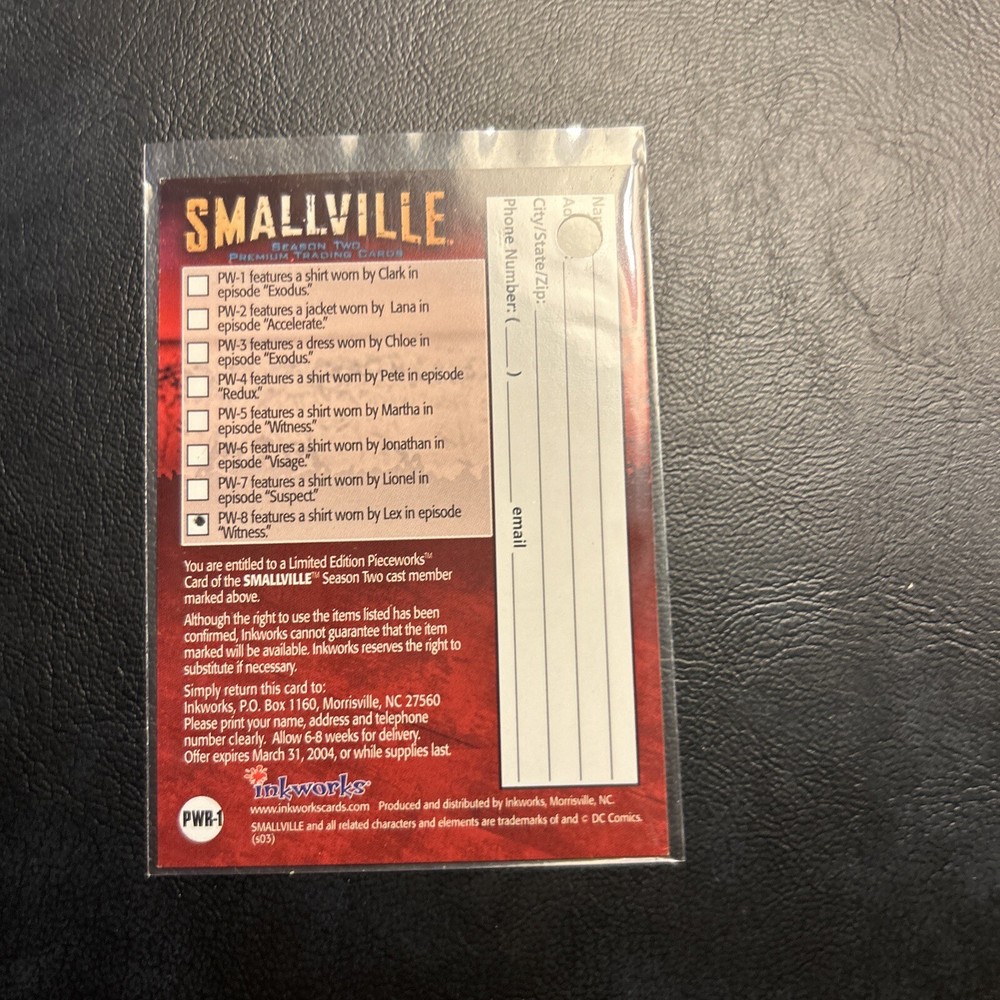 SMALLVILLE
SEASON TWO
PREMIUM TRADING CARDS
PW-1 features a shirt worn by Clark in
episode "Exodus."
PW-2 features a jacket worn by Lana in
episode "Accelerate."
PW-3 features a dress worn by Chloe in
episode "Exodus."
PW-4 features a shirt worn by Pete in episode
"Redux."
PW-5 features a shirt worn by Martha in
episode "Witness."
PW-6 features a shirt worn by Jonathan in
episode "Visage."
PW-7 features a shirt worn by Lionel in
episode "Suspect."
PW-8 features a shirt worn by Lex in episode
"Witness."
You are entitled to a Limited Edition Pieceworks™
Card of the SMALLVILLE™ Season Two cast member
marked above.
Although the right to use the items listed has been
confirmed, Inkworks cannot guarantee that the item
marked will be available. Inkworks reserves the right to
substitute if necessary.
Simply return this card to:
Inkworks, P.O. Box 1160, Morrisville, NC 27560
Please print your name, address and telephone
number clearly. Allow 6-8 weeks for delivery.
Offer expires March 31, 2004, or while supplies last.
inkworks
www.inkworkscards.com Produced and distributed by Inkworks, Morrisville, NC.
PWR-1
SMALLVILLE and all related characters and elements are trademarks of and © DC Comics.
(s03)
City/State/Zip:
Phone Number: ( ) email